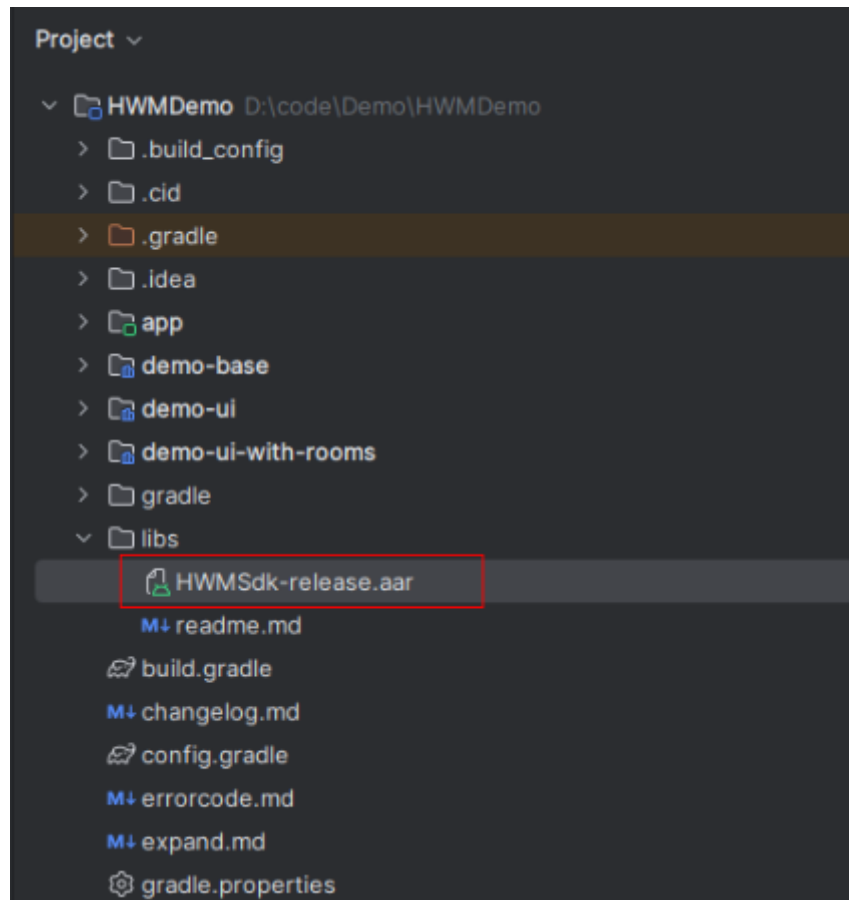 Project
HWMDemo D:\code\Demo\HWMDemo
.build_config
.cid
.gradle
.idea
app
demo-base
demo-ui
demo-ui-with-rooms
gradle
libs
HWMSdk-release.aar
M↓ readme.md
build.gradle
M↓ changelog.md
config.gradle
M↓ errorcode.md
M↓ expand.md
gradle.properties